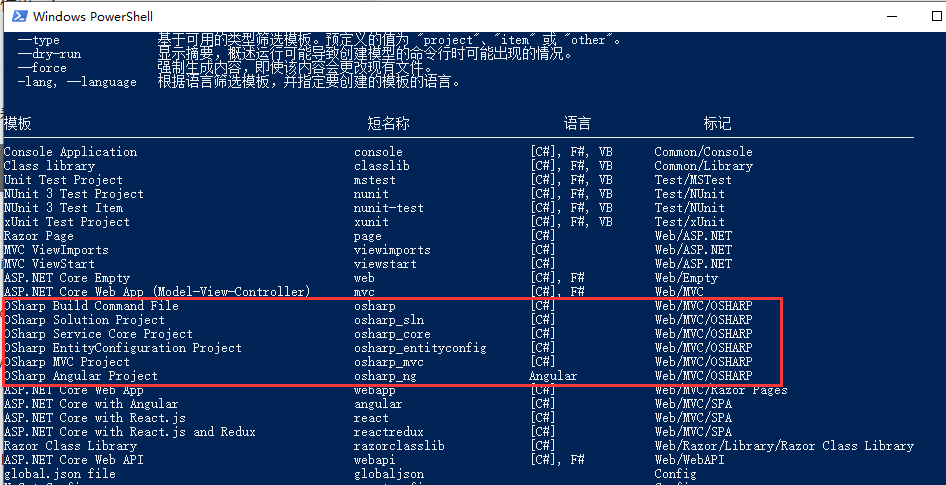 Windows PowerShell
--type 基于可用的类型筛选模板。预定义的值为 "project"、"item" 或 "other"。
--dry-run 显示摘要，概述运行可能导致创建模型的命令行时可能出现的情况。
--force 强制生成内容，即使该内容会更改现有文件。
-lang, --language 根据语言筛选模板，并指定要创建的模板的语言。
模板 短名称 语言 标记
Console Application console [C#], F#, VB Common/Console
Class library classlib [C#], F#, VB Common/Library
Unit Test Project mstest [C#], F#, VB Test/MSTest
NUnit 3 Test Project nunit [C#], F#, VB Test/NUnit
NUnit 3 Test Item nunit-test [C#], F#, VB Test/NUnit
xUnit Test Project xunit [C#], F#, VB Test/xUnit
Razor Page page [C#] Web/ASP.NET
MVC ViewImports viewimports [C#] Web/ASP.NET
MVC ViewStart viewstart [C#] Web/ASP.NET
ASP.NET Core Empty web [C#], F# Web/Empty
ASP.NET Core Web App (Model-View-Controller) mvc [C#], F# Web/MVC
OSharp Build Command File osharp [C#] Web/MVC/OSHARP
OSharp Solution Project osharp_sln [C#] Web/MVC/OSHARP
OSharp Service Core Project osharp_core [C#] Web/MVC/OSHARP
OSharp EntityConfiguration Project osharp_entityconfig [C#] Web/MVC/OSHARP
OSharp MVC Project osharp_mvc [C#] Web/MVC/OSHARP
OSharp Angular Project osharp_ng Angular Web/MVC/OSHARP
ASP.NET Core Web App webapp [C#] Web/MVC/Razor Pages
ASP.NET Core with Angular angular [C#] Web/MVC/SPA
ASP.NET Core with React.js react [C#] Web/MVC/SPA
ASP.NET Core with React.js and Redux reactredux [C#] Web/MVC/SPA
Razor Class Library razorclasslib [C#] Web/Razor/Library/Razor Class Library
ASP.NET Core Web API webapi [C#], F# Web/WebAPI
global.json file globaljson Config